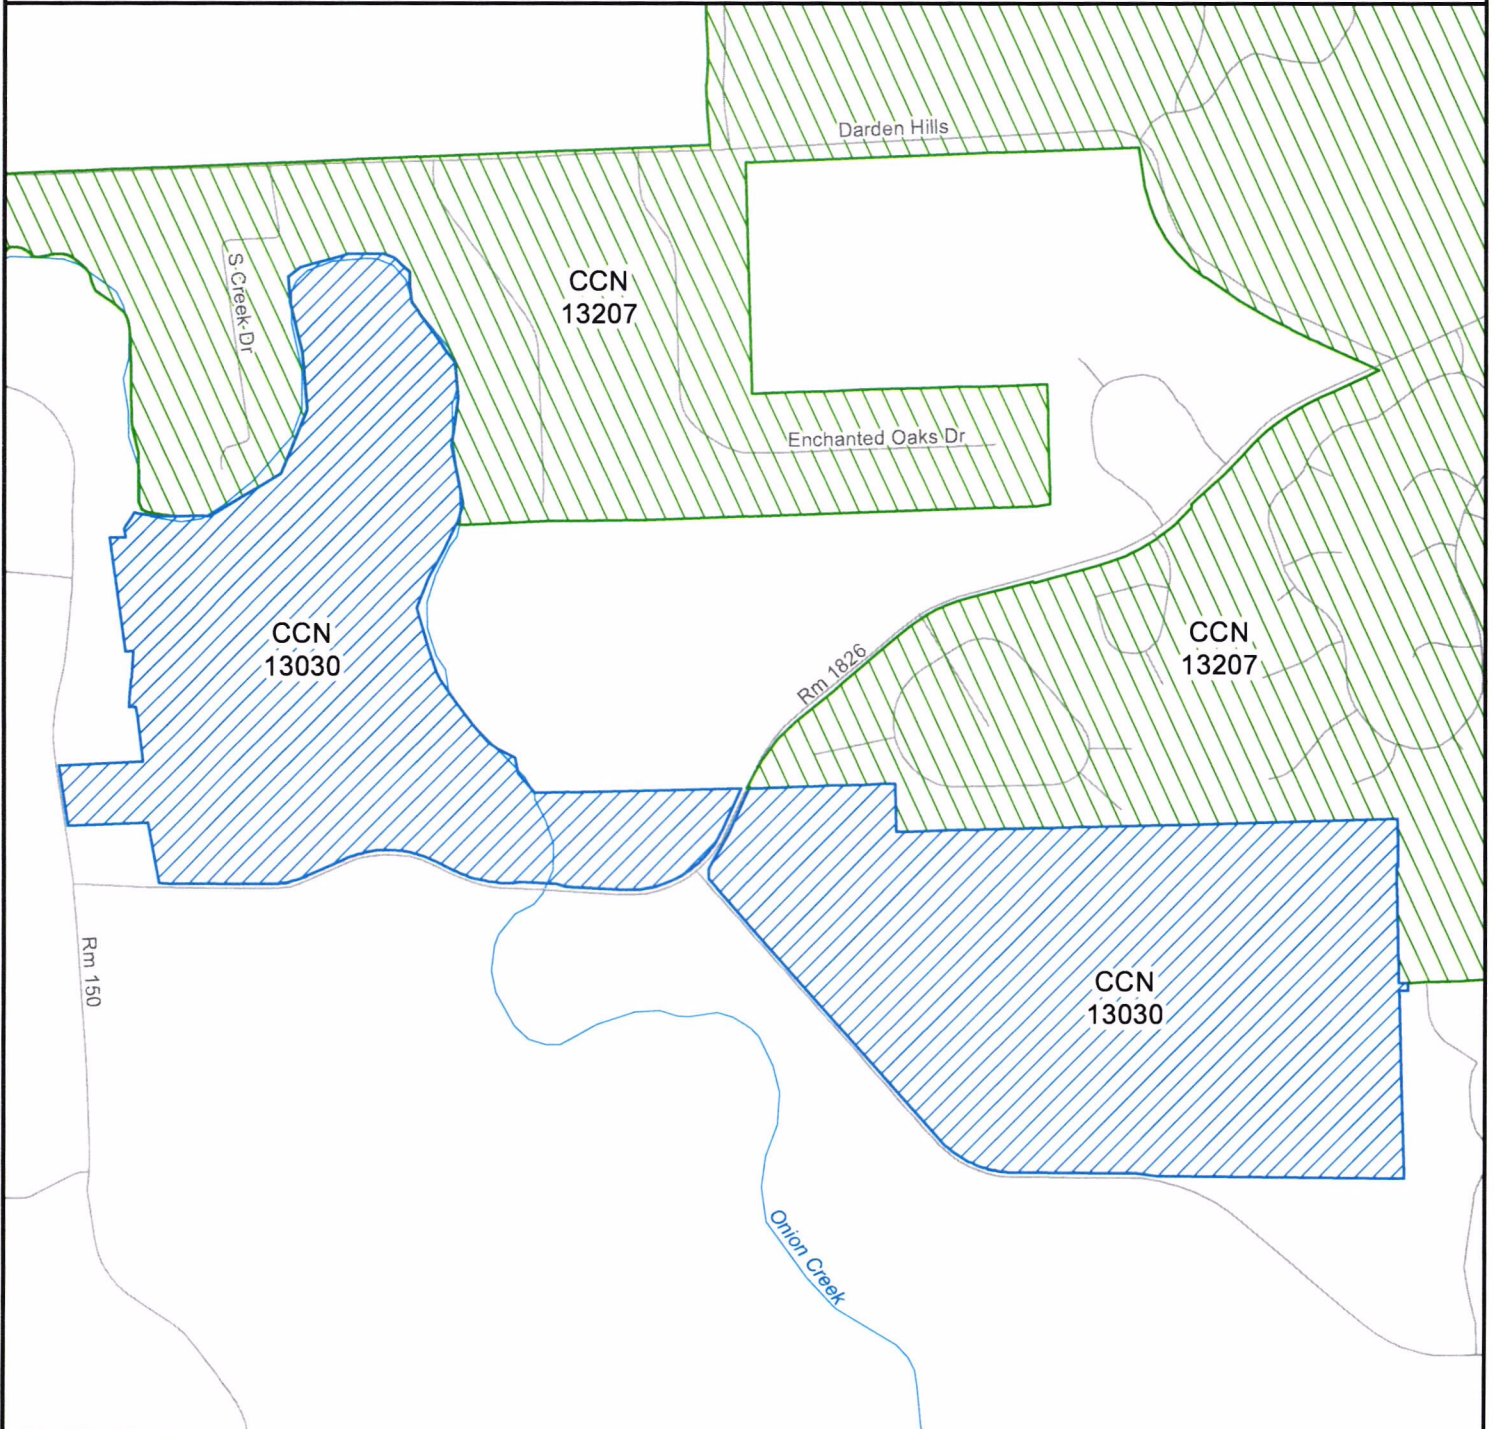 Darden Hills
S Creek Dr
CCN
13207
Enchanted Oaks Dr
CCN
13030
Rm 1826
CCN
13207
Rm 150
CCN
13030
Onion Creek